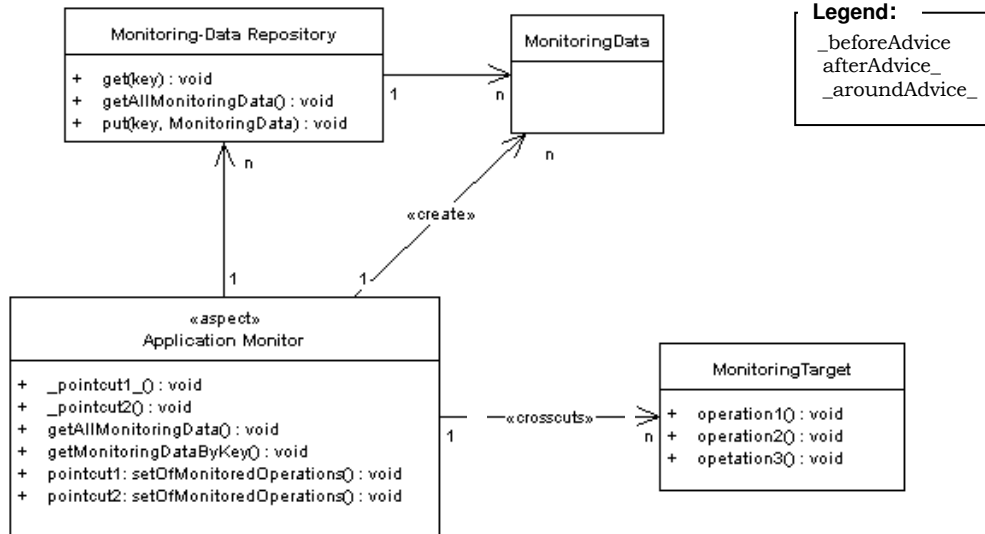 Legend:
_beforeAdvice
afterAdvice_
_aroundAdvice_
Monitoring-Data Repository
+ get(key) : void
+ getAllMonitoringData() : void
+ put(key, MonitoringData) : void
MonitoringData
1
n
n
n
«create»
1
1
«aspect»
Application Monitor
+ _pointcut1_() : void
+ _pointcut2() : void
+ getAllMonitoringData() : void
+ getMonitoringDataByKey() : void
+ pointcut1: setOfMonitoredOperations() : void
+ pointcut2: setOfMonitoredOperations() : void
1
«crosscuts»
n
MonitoringTarget
+ operation1() : void
+ operation2() : void
+ opetation3() : void